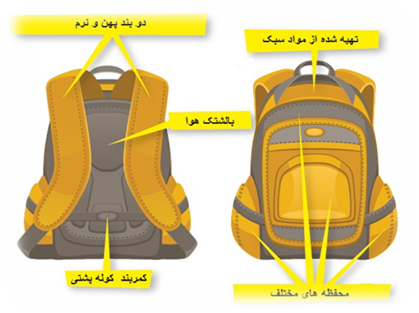 دو بند پهن و نرم
تهیه شده از مواد سبک
بالشتک هوا
کمربند کوله پشتی
محفظه های مختلف